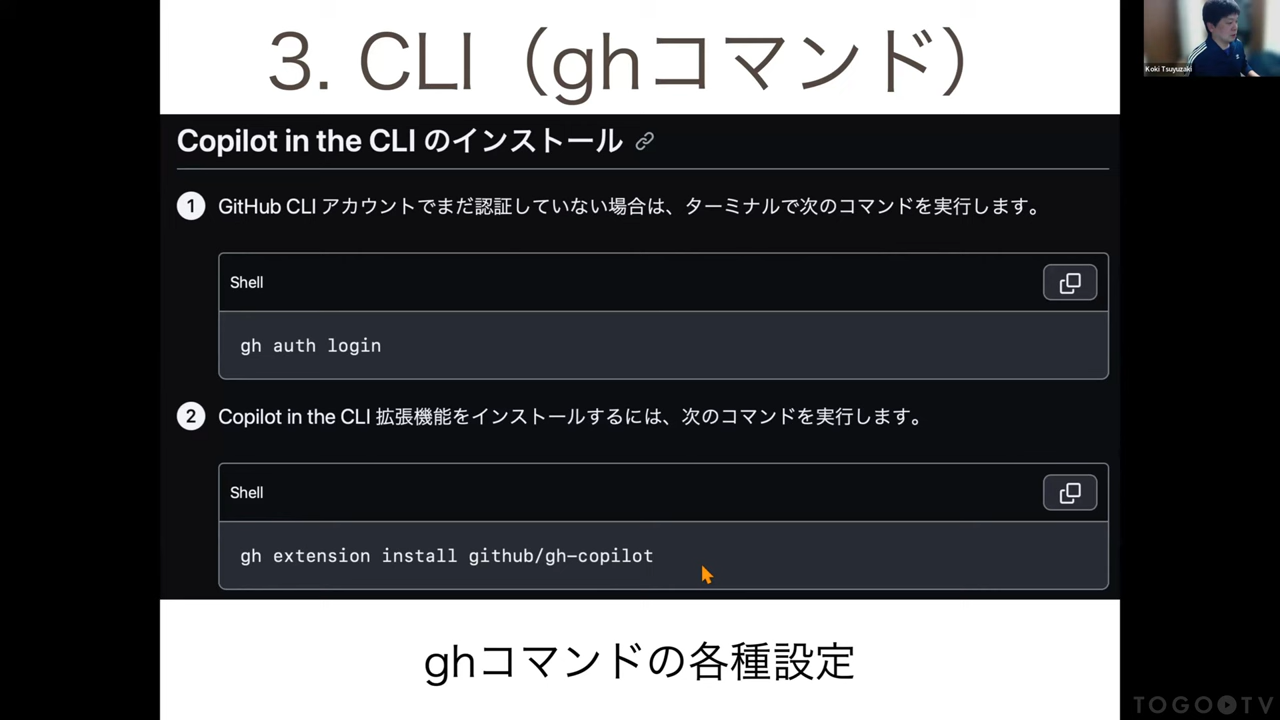 3. CLI（ghコマンド）
Koki Tsuyuzaki
Copilot in the CLI のインストール
1 GitHub CLI アカウントでまだ認証していない場合は、ターミナルで次のコマンドを実行します。
Shell
gh auth login
2 Copilot in the CLI 拡張機能をインストールするには、次のコマンドを実行します。
Shell
gh extension install github/gh-copilot
ghコマンドの各種設定
TOGOTV